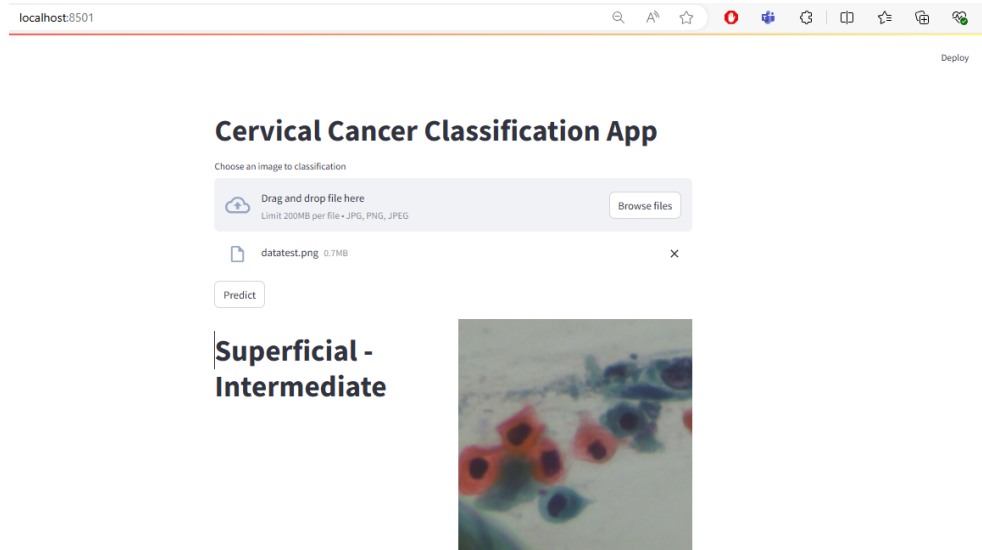 localhost:8501
Deploy
Cervical Cancer Classification App
Choose an image to classification
Drag and drop file here
Limit 200MB per file • JPG, PNG, JPEG
Browse files
datatest.png 0.7MB
Predict
Superficial -
Intermediate